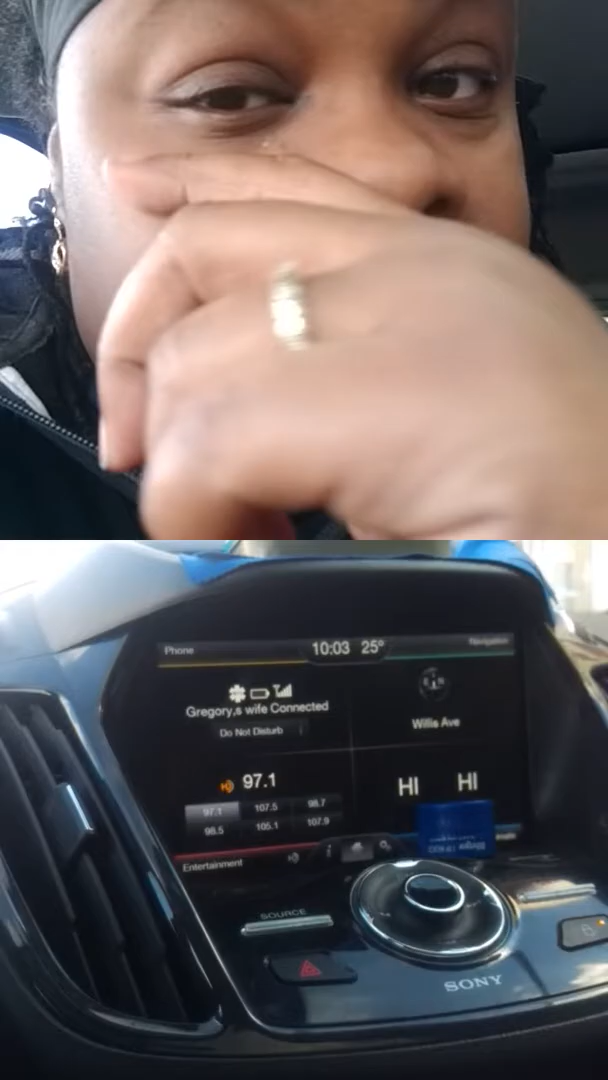 Phone
10:03 25°
Navigation
Gregory,s wife Connected
Do Not Disturb
Willis Ave
97.1
HI HI
97.1 107.5 98.7
98.5 105.1 107.9
Entertainment
SOURCE
SONY